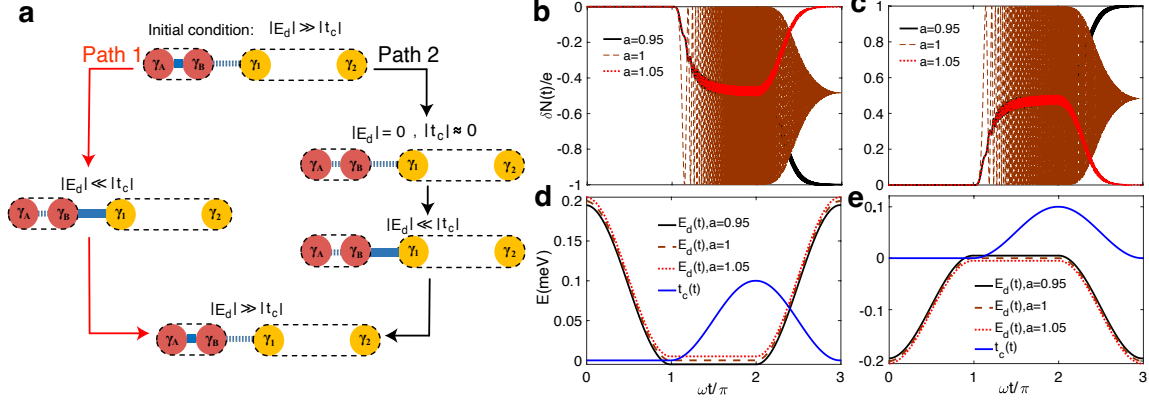 a
Initial condition: |E_d| ≫ |t_c|
Path 1
Path 2
γ_A γ_B γ_1 γ_2
|E_d| = 0 , |t_c| ≈ 0
γ_A γ_B γ_1 γ_2
|E_d| ≪ |t_c|
γ_A γ_B γ_1 γ_2
|E_d| ≪ |t_c|
γ_A γ_B γ_1 γ_2
|E_d| ≫ |t_c|
γ_A γ_B γ_1 γ_2
b
δN(t)/e
0
-0.2
-0.4
-0.6
-0.8
-1
a=0.95
a=1
a=1.05
c
1
0.8
0.6
0.4
0.2
0
a=0.95
a=1
a=1.05
d
E(meV)
0.2
0.15
0.1
0.05
0
E_d(t),a=0.95
E_d(t),a=1
E_d(t),a=1.05
t_c(t)
0 1 2 3
ωt/π
e
0.1
0
-0.1
-0.2
E_d(t),a=0.95
E_d(t),a=1
E_d(t),a=1.05
t_c(t)
0 1 2 3
ωt/π